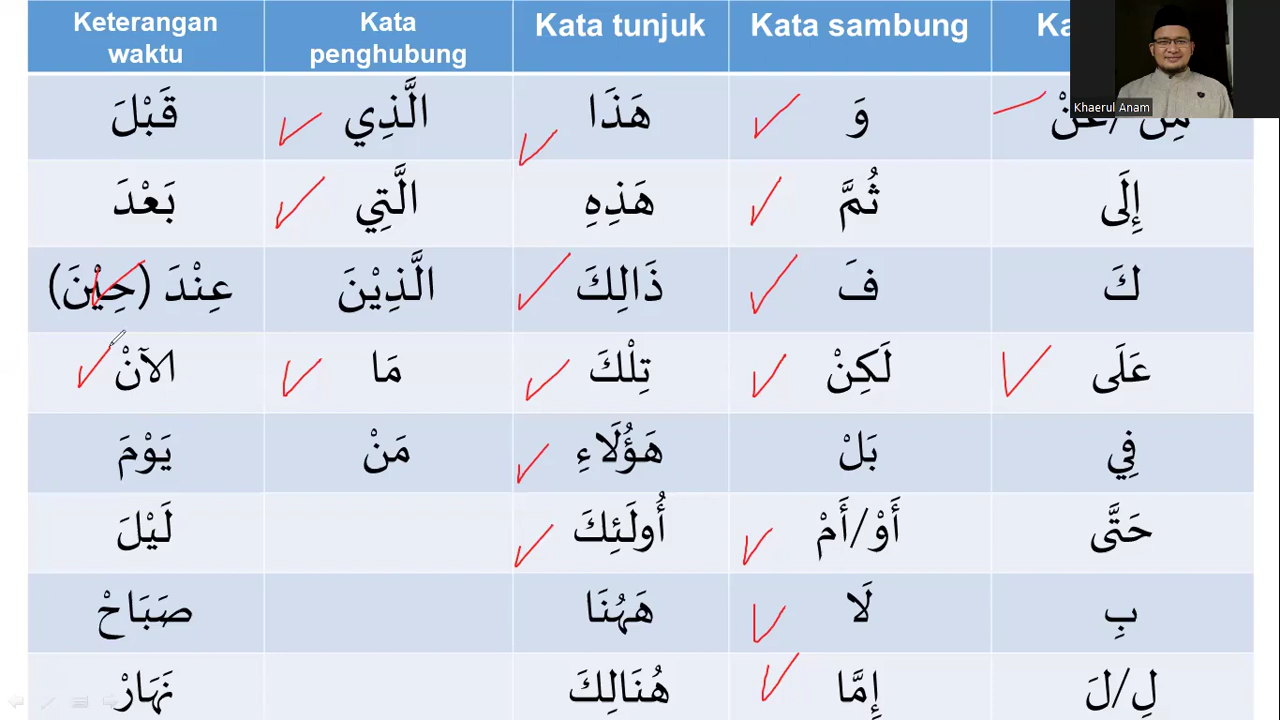 Keterangan waktu
Kata penghubung
Kata tunjuk
Kata sambung
Ka
Khaerul Anam
مِنْ /عَنْ
وَ
هَذَا
الَّذِي
قَبْلَ
إِلَى
ثُمَّ
هَذِهِ
الَّتِي
بَعْدَ
كَ
فَ
ذَالِكَ
الَّذِيْنَ
عِنْدَ (حِيْنَ)
عَلَى
لَكِنْ
تِلْكَ
مَا
الآنْ
فِي
بَلْ
هَؤُلَاءِ
مَنْ
يَوْمَ
حَتَّى
أَوْ/أَمْ
أُولَئِكَ
لَيْلَ
بِ
لَا
هَهُنَا
صَبَاحْ
لِ/لَ
إِمَّا
هُنَالِكَ
نَهَارْ